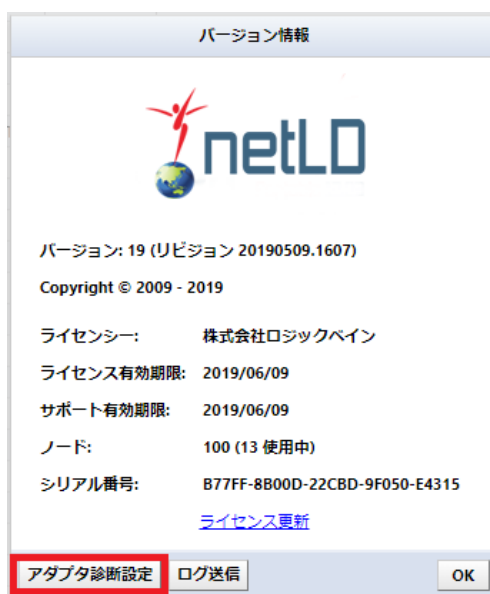 バージョン情報
netLD
バージョン: 19 (リビジョン 20190509.1607)
Copyright © 2009 - 2019
ライセンシー: 株式会社ロジックベイン
ライセンス有効期限: 2019/06/09
サポート有効期限: 2019/06/09
ノード: 100 (13 使用中)
シリアル番号: B77FF-8B00D-22CBD-9F050-E4315
ライセンス更新
アダプタ診断設定 ログ送信 OK